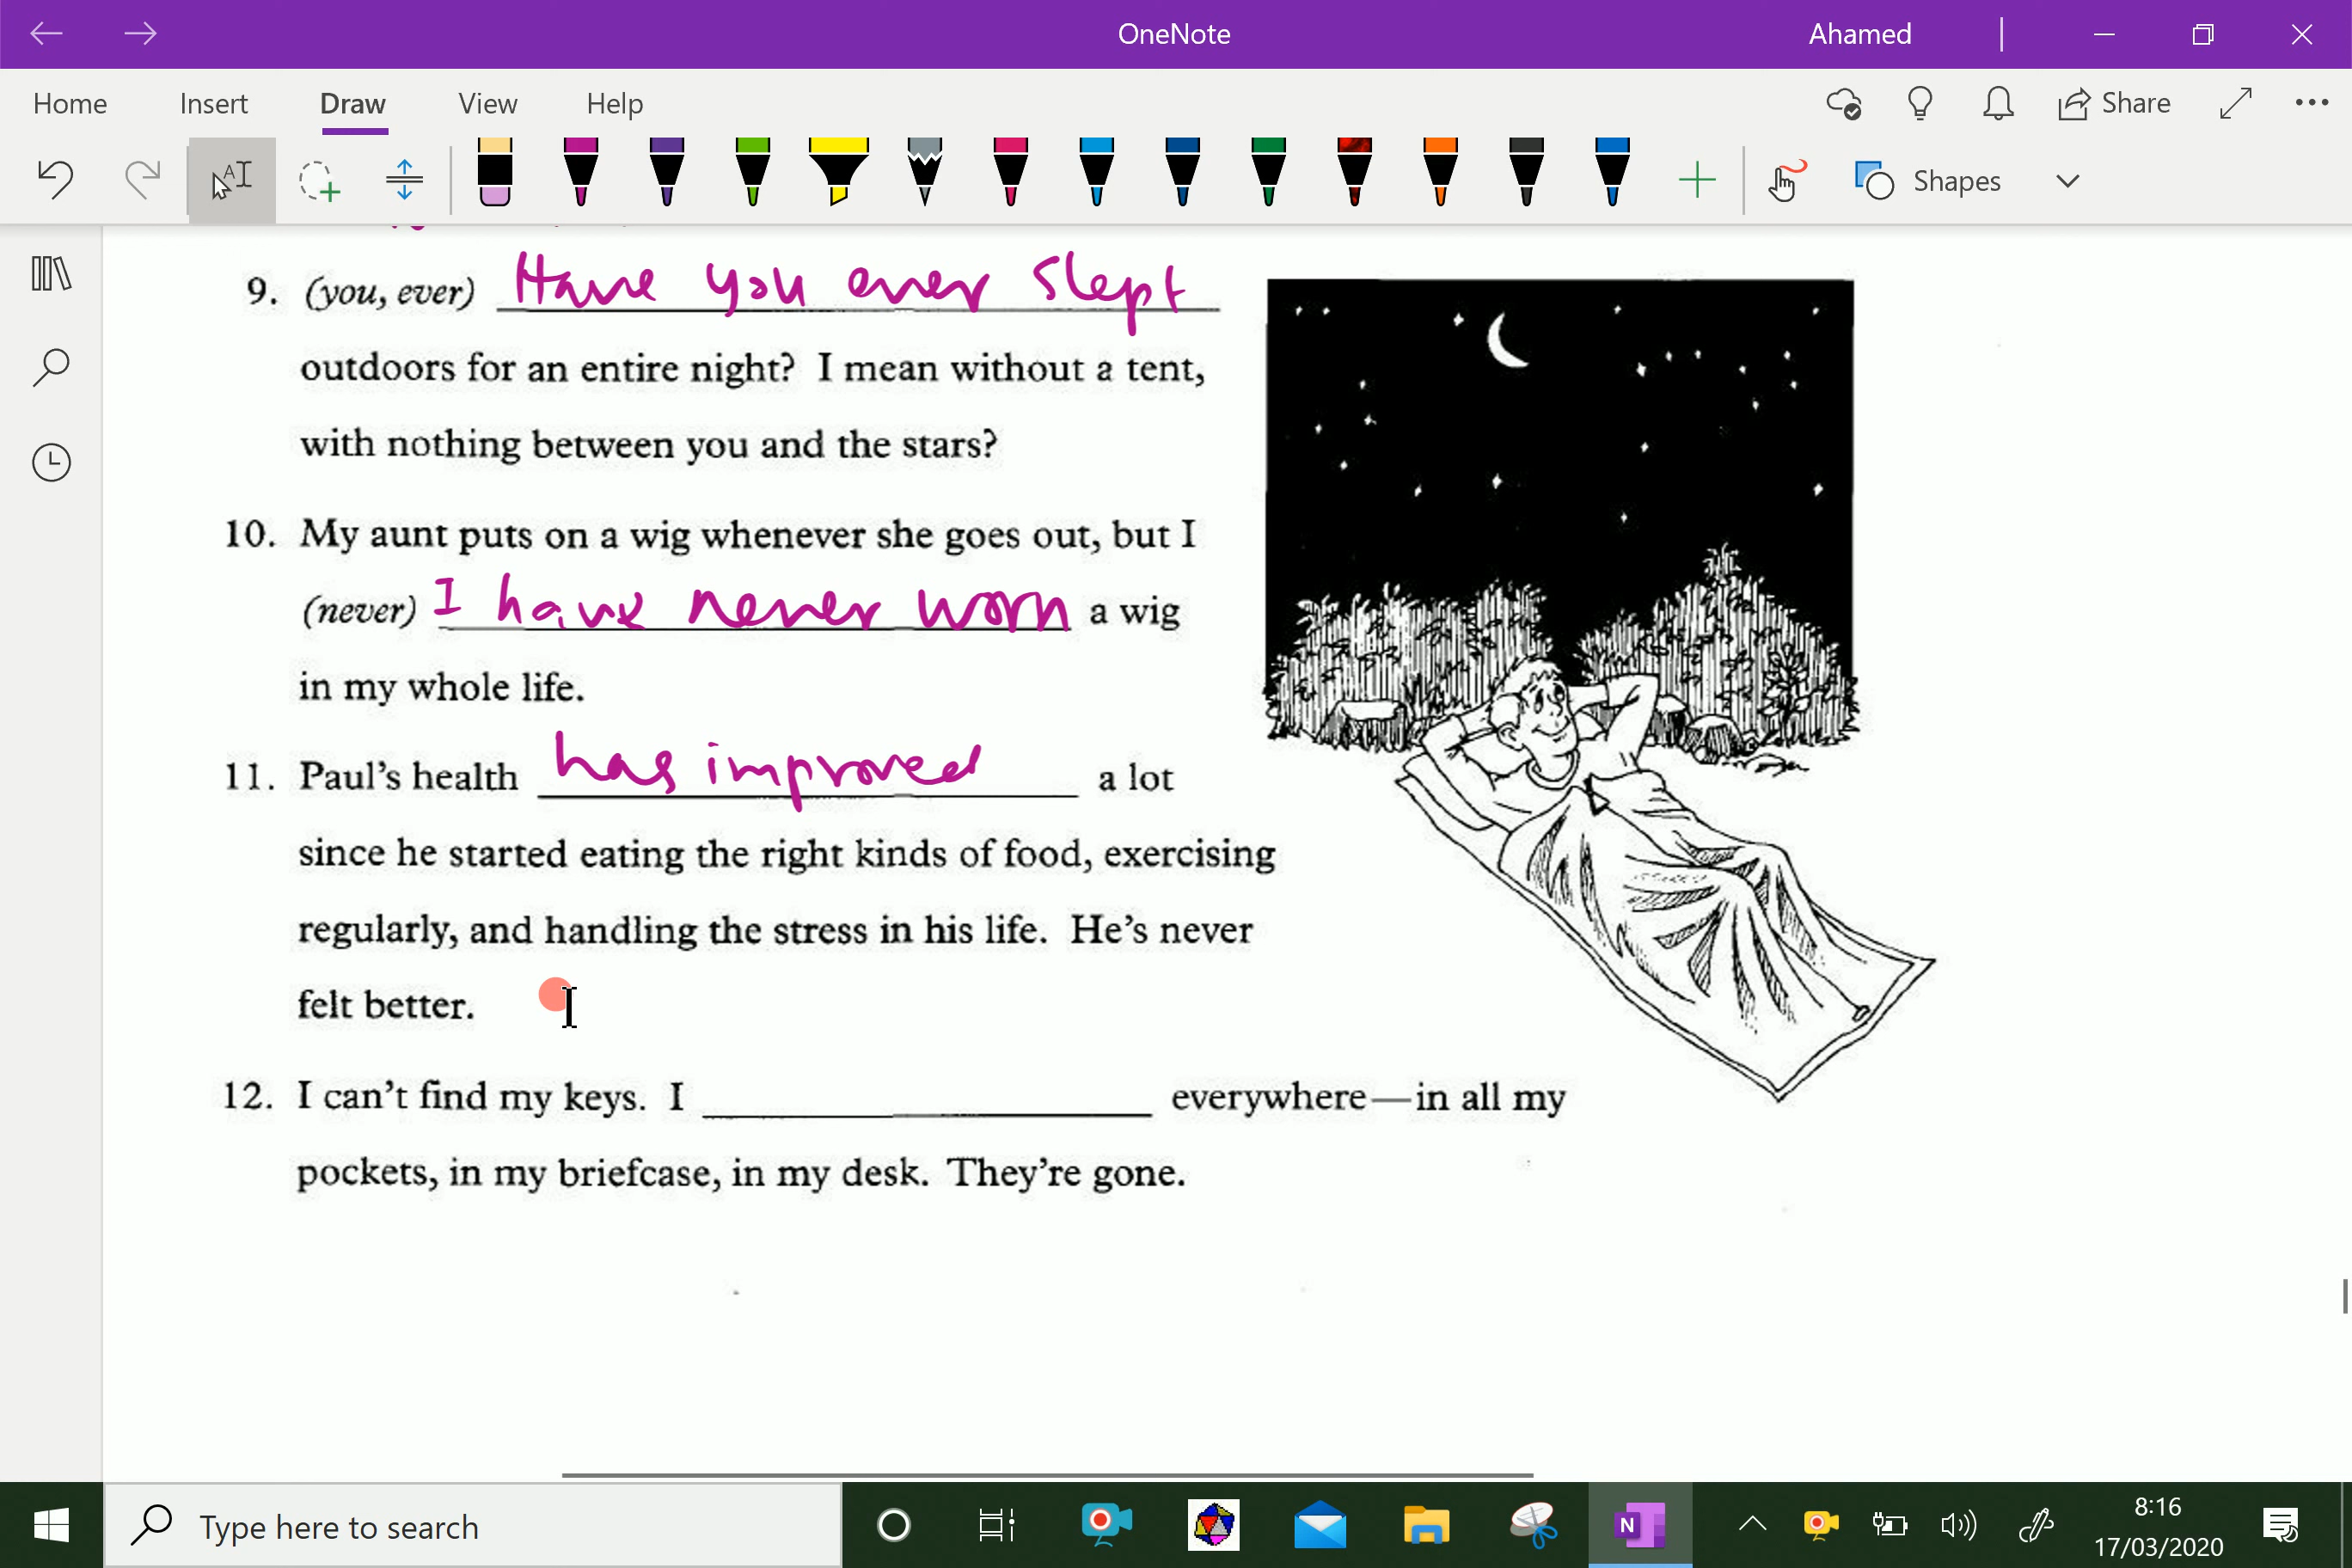 OneNote
Ahamed
Home Insert Draw View Help
Share
Shapes
9. (you, ever) Have you ever slept
outdoors for an entire night? I mean without a tent,
with nothing between you and the stars?
10. My aunt puts on a wig whenever she goes out, but I
(never) I have never worn a wig
in my whole life.
11. Paul's health has improved a lot
since he started eating the right kinds of food, exercising
regularly, and handling the stress in his life. He's never
felt better.
12. I can't find my keys. I ____ everywhere—in all my
pockets, in my briefcase, in my desk. They're gone.
Type here to search
N
8:16
17/03/2020